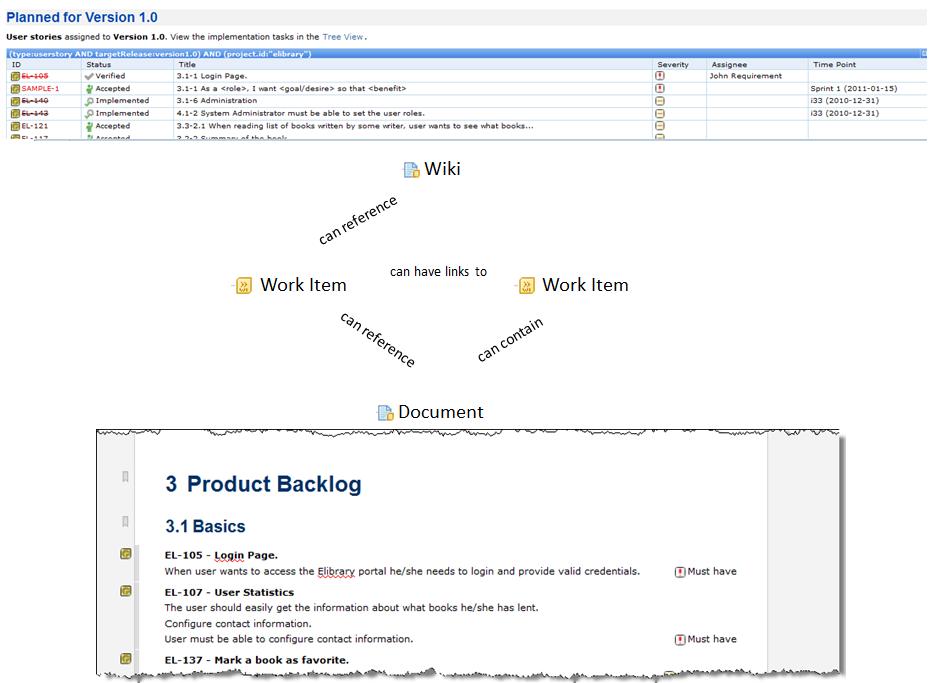 Planned for Version 1.0
User stories assigned to Version 1.0. View the implementation tasks in the Tree View.
(type:userstory AND targetRelease:version1.0) AND (project.id:"elibrary")
ID Status Title Severity Assignee Time Point
EL-105 Verified 3.1-1 Login Page. John Requirement
SAMPLE-1 Accepted 3.1-1 As a <role>, I want <goal/desire> so that <benefit> Sprint 1 (2011-01-15)
EL-140 Implemented 3.1-6 Administration i33 (2010-12-31)
EL-143 Implemented 4.1-2 System Administrator must be able to set the user roles. i33 (2010-12-31)
EL-121 Accepted 3.3-2.1 When reading list of books written by some writer, user wants to see what books...
EL-117 Accepted 3.2-2 Summary of the book
Wiki
can reference
can have links to
Work Item
Work Item
can reference
can contain
Document
3 Product Backlog
3.1 Basics
EL-105 - Login Page.
When user wants to access the Elibrary portal he/she needs to login and provide valid credentials. Must have
EL-107 - User Statistics
The user should easily get the information about what books he/she has lent.
Configure contact information.
User must be able to configure contact information. Must have
EL-137 - Mark a book as favorite.